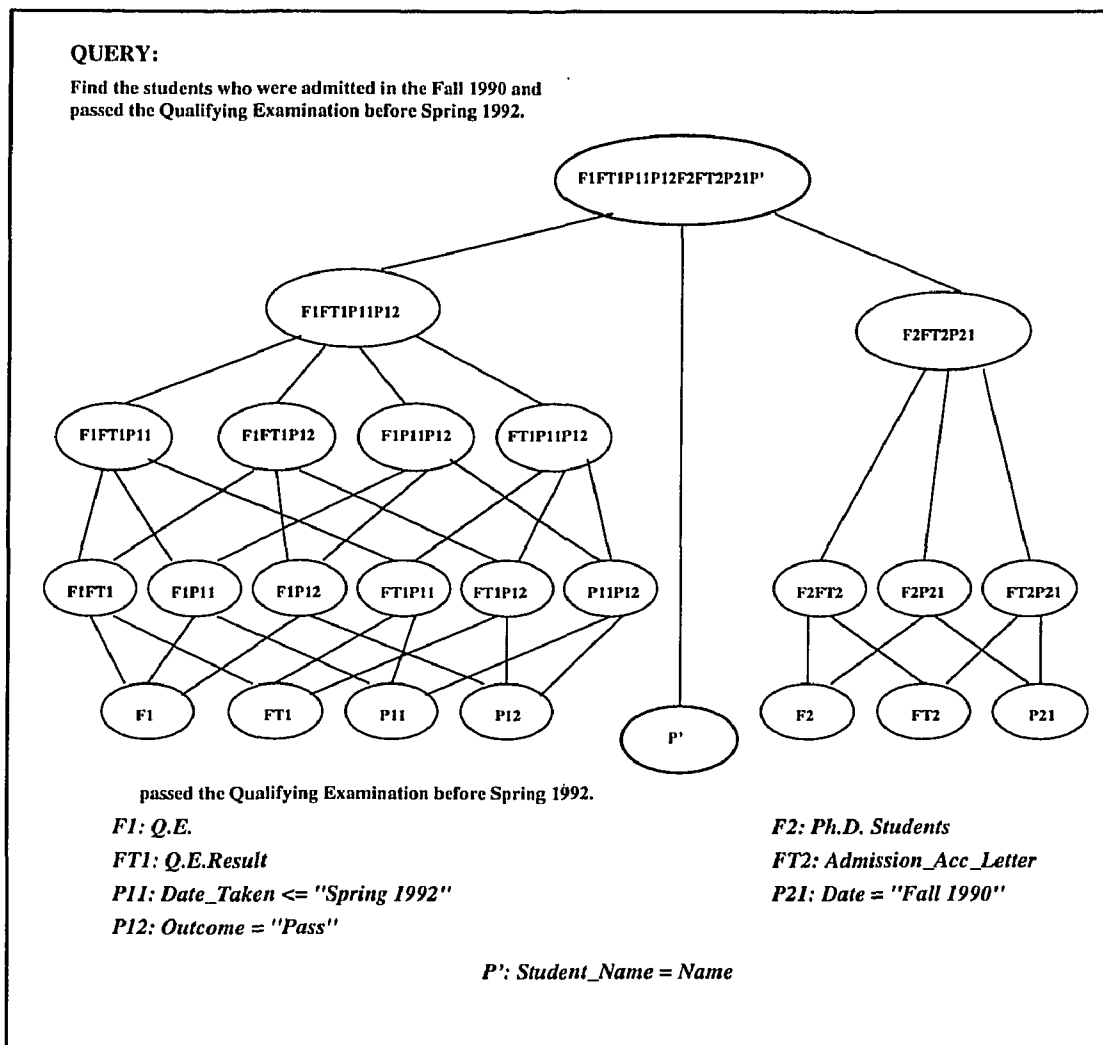 QUERY:
Find the students who were admitted in the Fall 1990 and
passed the Qualifying Examination before Spring 1992.
F1FT1P11P12F2FT2P21P'
F1FT1P11P12
F2FT2P21
F1FT1P11 F1FT1P12 F1P11P12 FT1P11P12
F1FT1 F1P11 F1P12 FT1P11 FT1P12 P11P12 F2FT2 F2P21 FT2P21
F1 FT1 P11 P12 F2 FT2 P21
P'
passed the Qualifying Examination before Spring 1992.
F1: Q.E.
FT1: Q.E.Result
P11: Date_Taken <= "Spring 1992"
P12: Outcome = "Pass"
F2: Ph.D. Students
FT2: Admission_Acc_Letter
P21: Date = "Fall 1990"
P': Student_Name = Name